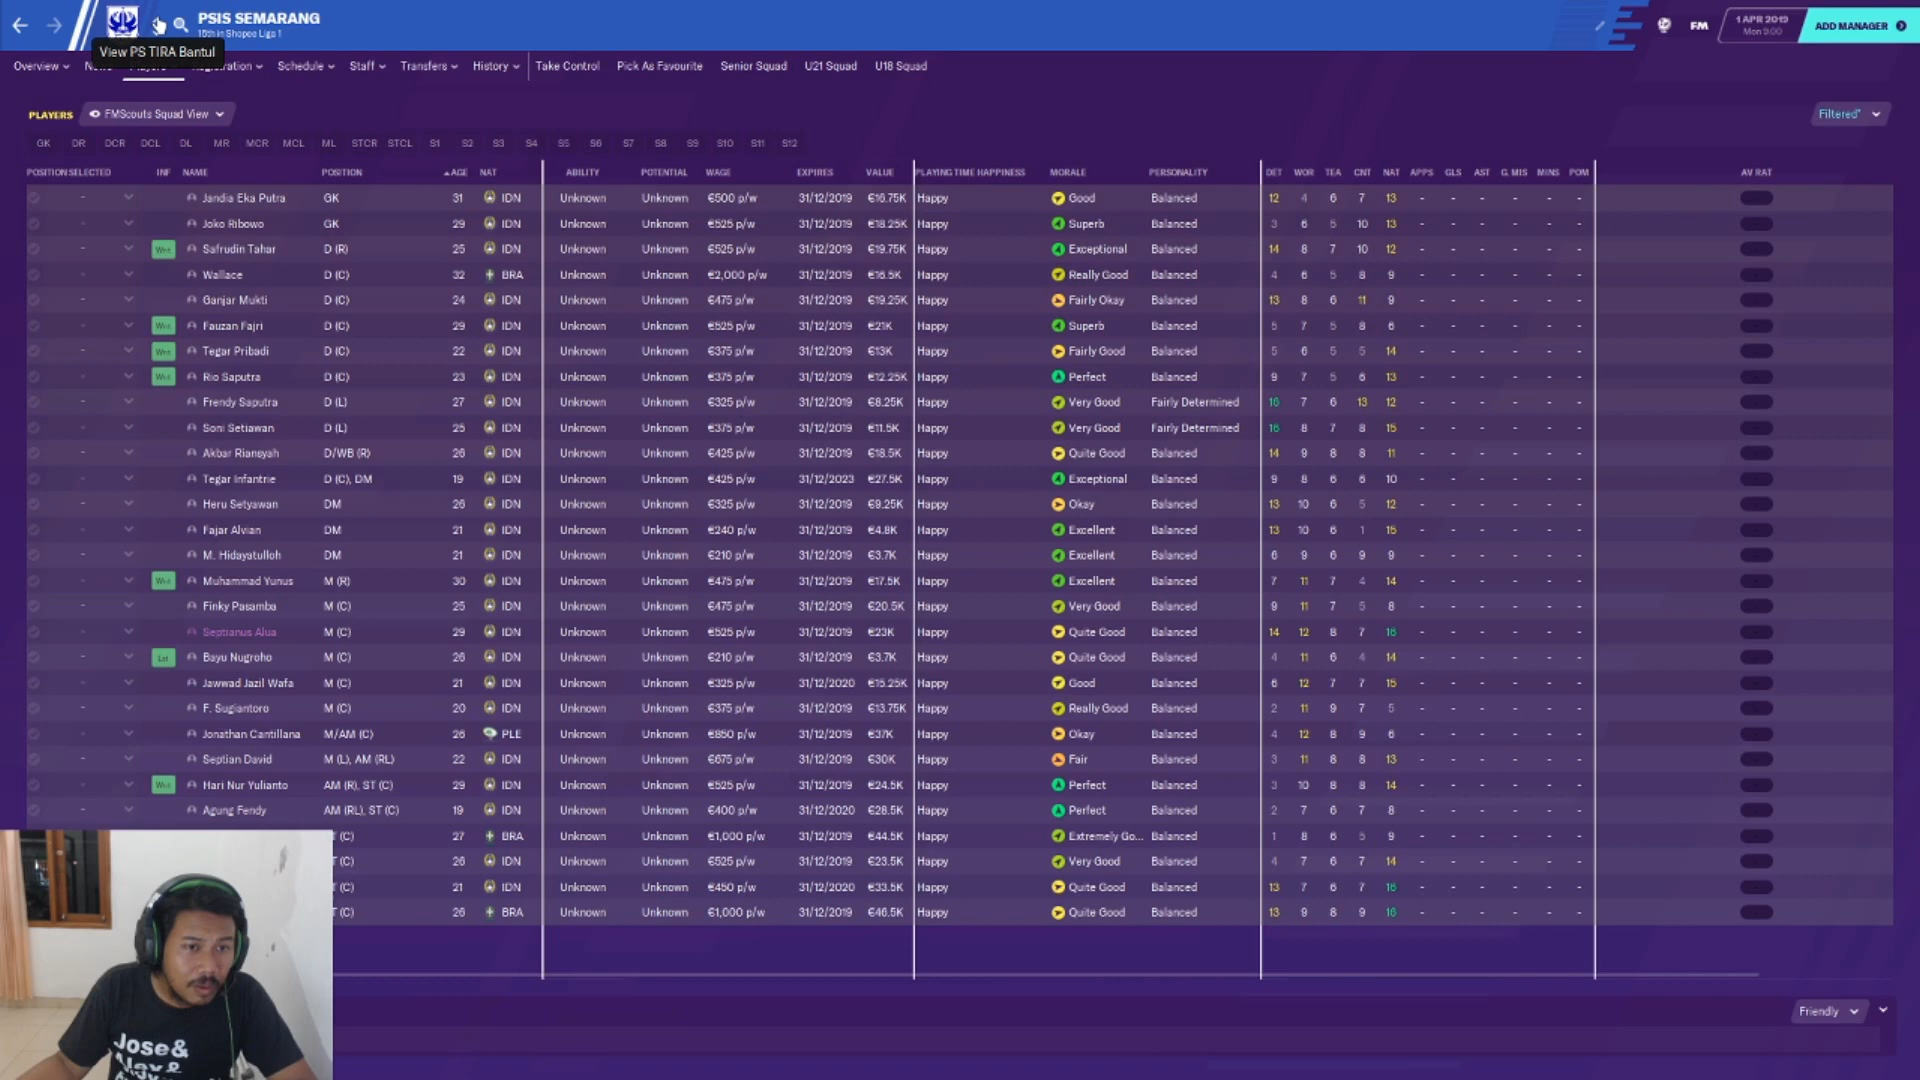 PSIS SEMARANG
15th in Shopee Liga 1
1 APR 2019
Mon 9:00
FM
ADD MANAGER
View PS TIRA Bantul
Overview Schedule Staff Transfers History Take Control Pick As Favourite Senior Squad U21 Squad U18 Squad
PLAYERS FMScouts Squad View Filtered*
GK DR DCR DCL DL MR MCR MCL ML STCR STCL S1 S2 S3 S4 S5 S6 S7 S8 S9 S10 S11 S12
POSITION SELECTED INF NAME POSITION AGE NAT ABILITY POTENTIAL WAGE EXPIRES VALUE PLAYING TIME HAPPINESS MORALE PERSONALITY DET WOR TEA CNT NAT APPS GLS AST G. MIS MINS POM AV RAT
- Jandia Eka Putra GK 31 IDN Unknown Unknown €500 p/w 31/12/2019 €16.75K Happy Good Balanced 12 4 6 7 13 - - - - - -
- Joko Ribowo GK 29 IDN Unknown Unknown €525 p/w 31/12/2019 €18.25K Happy Superb Balanced 3 6 5 10 13 - - - - - -
- Wnt Safrudin Tahar D (R) 25 IDN Unknown Unknown €525 p/w 31/12/2019 €19.75K Happy Exceptional Balanced 14 8 7 10 12 - - - - - -
- Wallace D (C) 32 BRA Unknown Unknown €2,000 p/w 31/12/2019 €16.5K Happy Really Good Balanced 4 6 5 8 9 - - - - - -
- Ganjar Mukti D (C) 24 IDN Unknown Unknown €475 p/w 31/12/2019 €19.25K Happy Fairly Okay Balanced 13 8 6 11 9 - - - - - -
- Wnt Fauzan Fajri D (C) 29 IDN Unknown Unknown €525 p/w 31/12/2019 €21K Happy Superb Balanced 5 7 5 8 6 - - - - - -
- Wnt Tegar Pribadi D (C) 22 IDN Unknown Unknown €375 p/w 31/12/2019 €13K Happy Fairly Good Balanced 5 6 5 5 14 - - - - - -
- Wnt Rio Saputra D (C) 23 IDN Unknown Unknown €375 p/w 31/12/2019 €12.25K Happy Perfect Balanced 9 7 5 6 13 - - - - - -
- Frendy Saputra D (L) 27 IDN Unknown Unknown €325 p/w 31/12/2019 €8.25K Happy Very Good Fairly Determined 16 7 6 13 12 - - - - - -
- Soni Setiawan D (L) 25 IDN Unknown Unknown €375 p/w 31/12/2019 €11.5K Happy Very Good Fairly Determined 16 8 7 8 15 - - - - - -
- Akbar Riansyah D/WB (R) 26 IDN Unknown Unknown €425 p/w 31/12/2019 €18.5K Happy Quite Good Balanced 14 9 8 8 11 - - - - - -
- Tegar Infantrie D (C), DM 19 IDN Unknown Unknown €425 p/w 31/12/2023 €27.5K Happy Exceptional Balanced 9 8 6 6 10 - - - - - -
- Heru Setyawan DM 26 IDN Unknown Unknown €325 p/w 31/12/2019 €9.25K Happy Okay Balanced 13 10 6 5 12 - - - - - -
- Fajar Alvian DM 21 IDN Unknown Unknown €240 p/w 31/12/2019 €4.8K Happy Excellent Balanced 13 10 6 1 15 - - - - - -
- M. Hidayatulloh DM 21 IDN Unknown Unknown €210 p/w 31/12/2019 €3.7K Happy Excellent Balanced 6 9 6 9 9 - - - - - -
- Wnt Muhammad Yunus M (R) 30 IDN Unknown Unknown €475 p/w 31/12/2019 €17.5K Happy Excellent Balanced 7 11 7 4 14 - - - - - -
- Finky Pasamba M (C) 25 IDN Unknown Unknown €475 p/w 31/12/2019 €20.5K Happy Very Good Balanced 9 11 7 5 8 - - - - - -
- Septianus Alua M (C) 29 IDN Unknown Unknown €525 p/w 31/12/2019 €23K Happy Quite Good Balanced 14 12 8 7 16 - - - - - -
- Lst Bayu Nugroho M (C) 26 IDN Unknown Unknown €210 p/w 31/12/2019 €3.7K Happy Quite Good Balanced 4 11 6 4 14 - - - - - -
- Jawwad Jazil Wafa M (C) 21 IDN Unknown Unknown €325 p/w 31/12/2020 €15.25K Happy Good Balanced 6 12 7 7 15 - - - - - -
- F. Sugiantoro M (C) 20 IDN Unknown Unknown €375 p/w 31/12/2019 €13.75K Happy Really Good Balanced 2 11 9 7 5 - - - - - -
- Jonathan Cantillana M/AM (C) 26 PLE Unknown Unknown €850 p/w 31/12/2019 €37K Happy Okay Balanced 4 12 8 9 6 - - - - - -
- Septian David M (L), AM (RL) 22 IDN Unknown Unknown €675 p/w 31/12/2019 €30K Happy Fair Balanced 3 11 8 8 13 - - - - - -
- Wnt Hari Nur Yulianto AM (R), ST (C) 29 IDN Unknown Unknown €525 p/w 31/12/2019 €24.5K Happy Perfect Balanced 3 10 8 8 14 - - - - - -
- Agung Fendy AM (RL), ST (C) 19 IDN Unknown Unknown €400 p/w 31/12/2020 €28.5K Happy Perfect Balanced 2 7 6 7 8 - - - - - -
(C) 27 BRA Unknown Unknown €1,000 p/w 31/12/2019 €44.5K Happy Extremely Go... Balanced 1 8 6 5 9 - - - - - -
(C) 26 IDN Unknown Unknown €525 p/w 31/12/2019 €23.5K Happy Very Good Balanced 4 7 6 7 14 - - - - - -
(C) 21 IDN Unknown Unknown €450 p/w 31/12/2020 €33.5K Happy Quite Good Balanced 13 7 6 7 16 - - - - - -
(C) 26 BRA Unknown Unknown €1,000 p/w 31/12/2019 €46.5K Happy Quite Good Balanced 13 9 8 9 16 - - - - - -
Friendly
Jose&